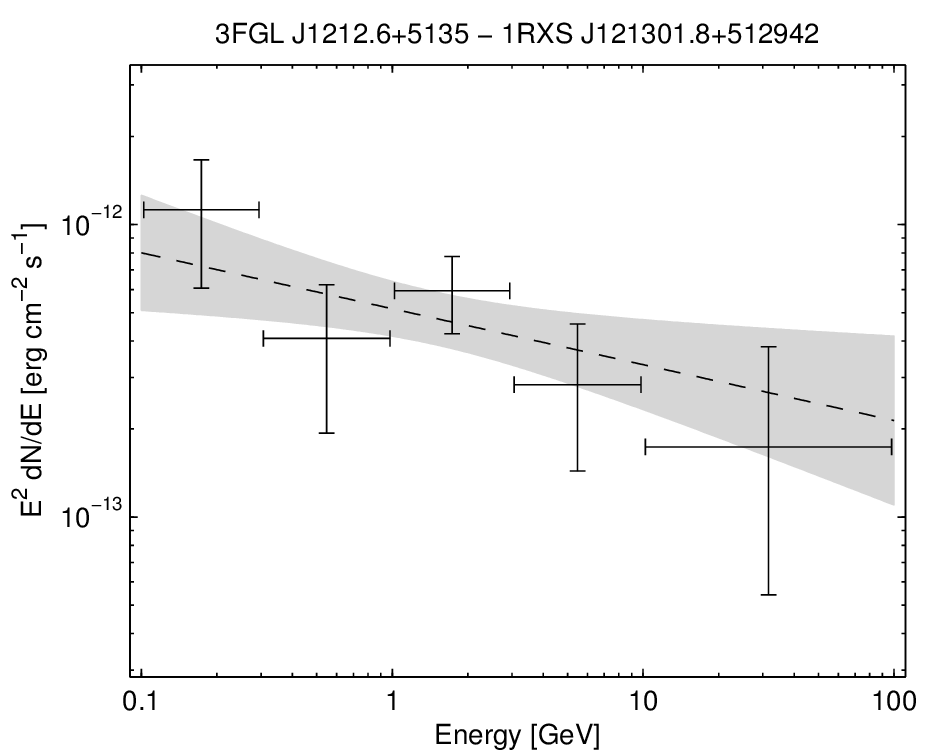 3FGL J1212.6+5135 − 1RXS J121301.8+512942
E² dN/dE [erg cm⁻² s⁻¹]
10⁻¹²
10⁻¹³
0.1 1 10 100
Energy [GeV]